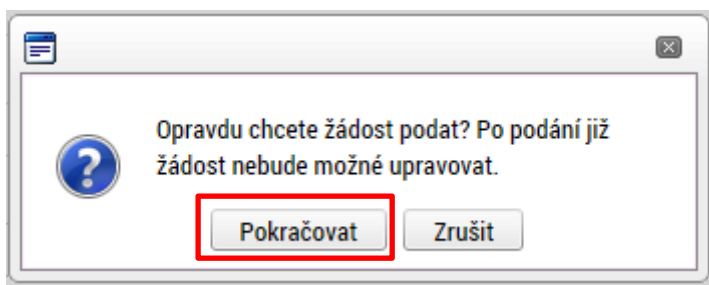 Opravdu chcete žádost podat? Po podání již
žádost nebude možné upravovat.
Pokračovat Zrušit